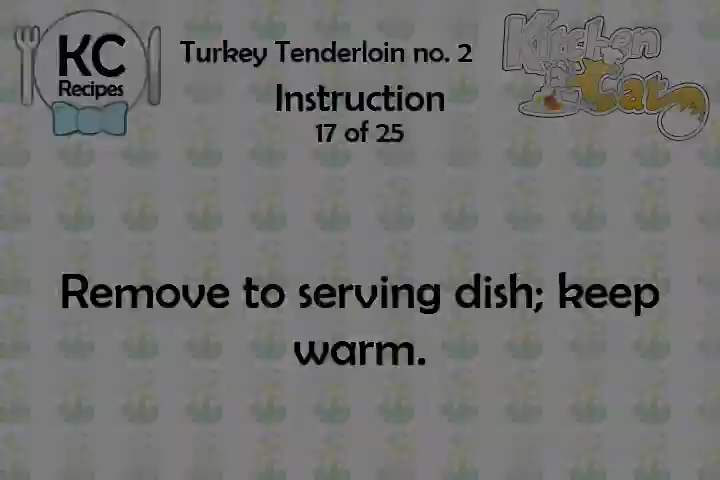 KC
Recipes
Turkey Tenderloin no. 2
Instruction
17 of 25
Kitchen
Cat
Remove to serving dish; keep
warm.